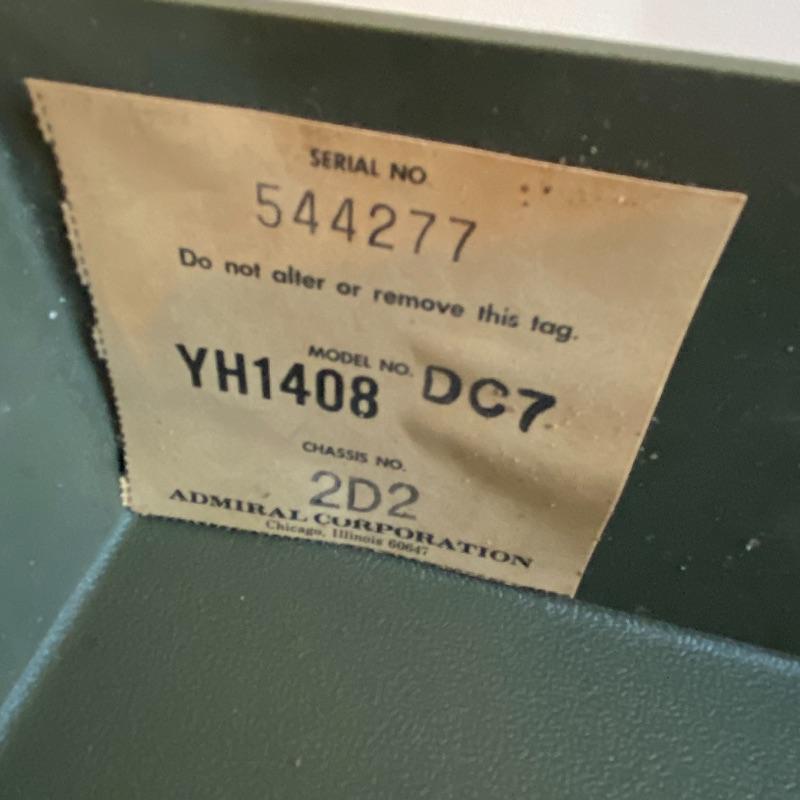 SERIAL NO
544277
Do not alter or remove this tag.
MODEL NO.
YH1408 DC7
CHASSIS NO.
2D2
ADMIRAL CORPORATION
Chicago, Illinois 60647